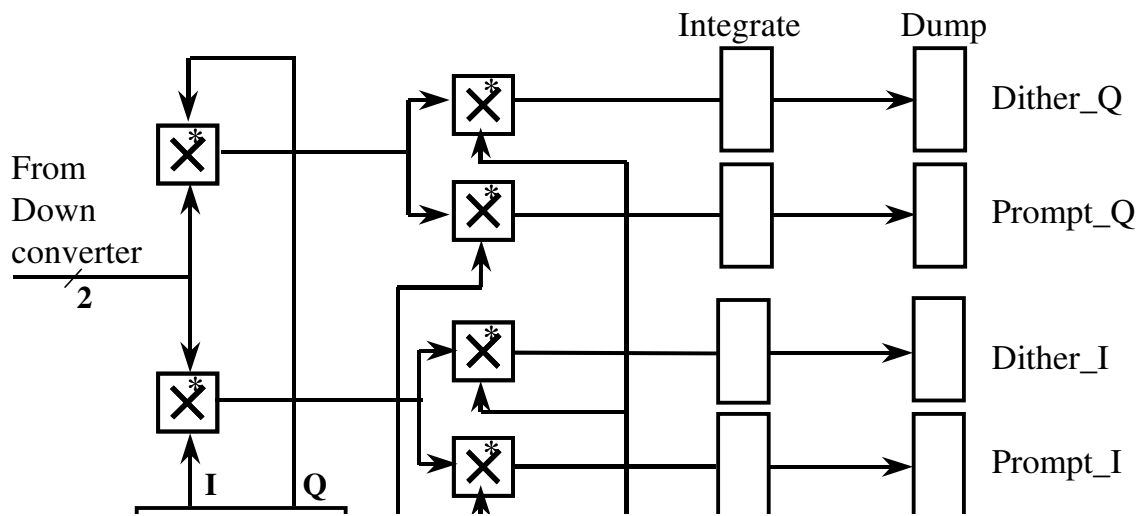 Integrate
Dump
Dither_Q
From
Down
converter
2
Prompt_Q
Dither_I
Prompt_I
I
Q
*
*
*
*
*
*